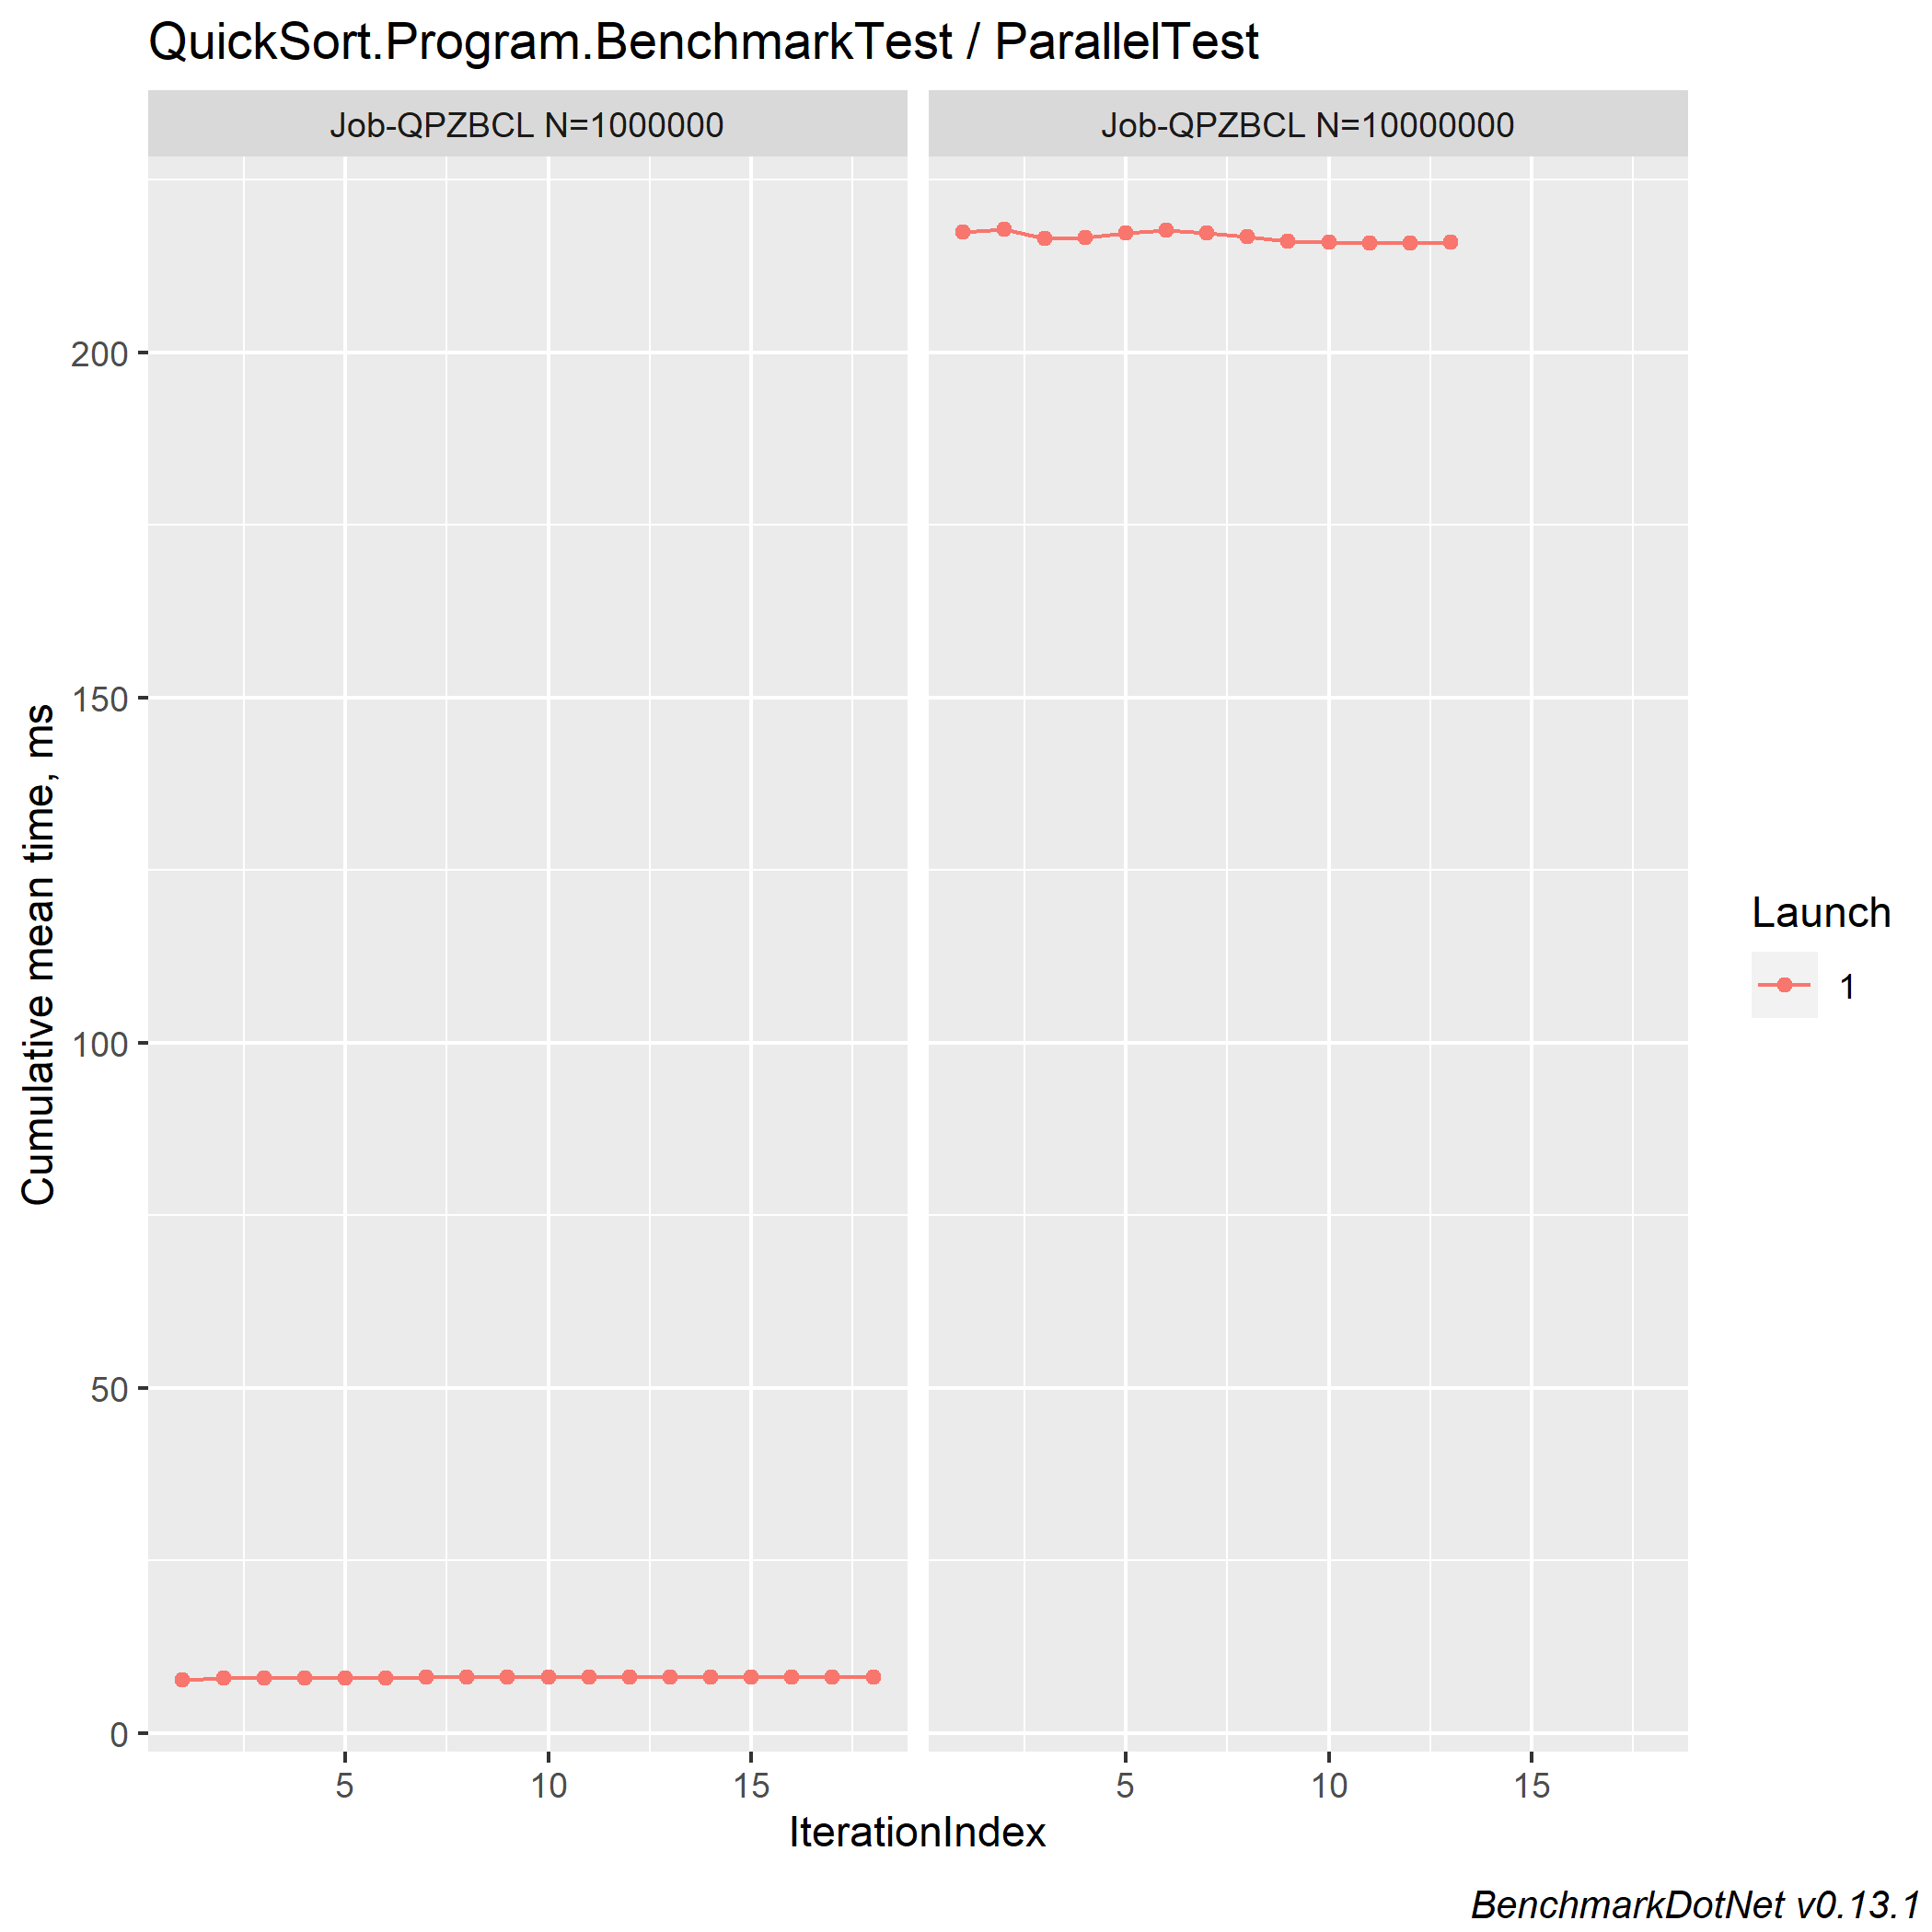 QuickSort.Program.BenchmarkTest / ParallelTest
Job-QPZBCL N=1000000
Job-QPZBCL N=10000000
200
150
100
50
0
Cumulative mean time, ms
5 10 15
5 10 15
IterationIndex
Launch
1
BenchmarkDotNet v0.13.1